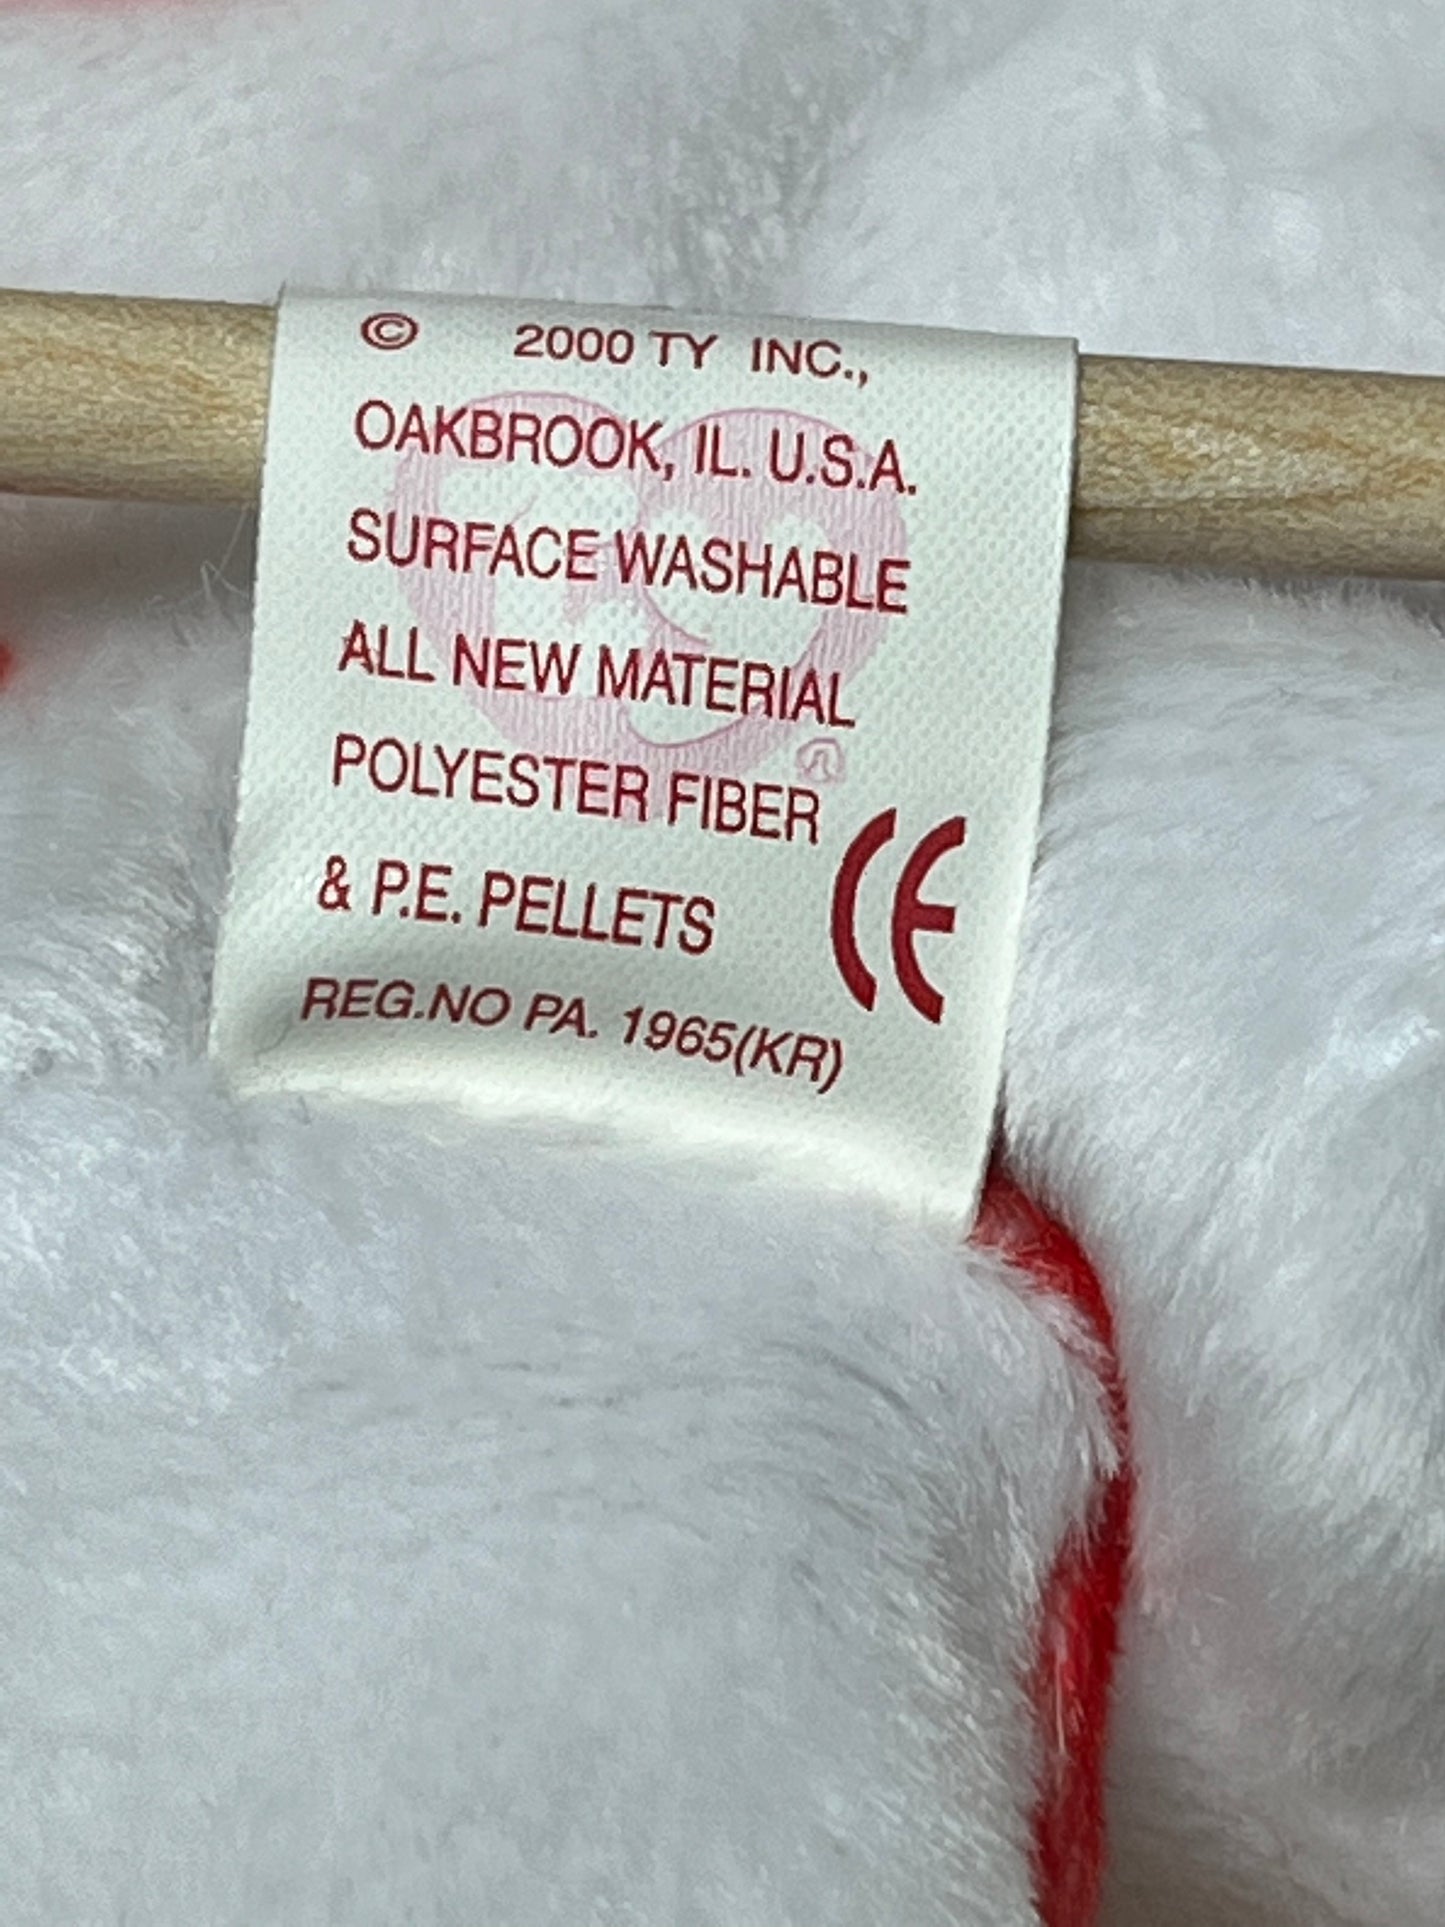 © 2000 TY INC.,
OAKBROOK, IL. U.S.A.
SURFACE WASHABLE
ALL NEW MATERIAL
POLYESTER FIBER
& P.E. PELLETS
CE
REG.NO PA. 1965(KR)